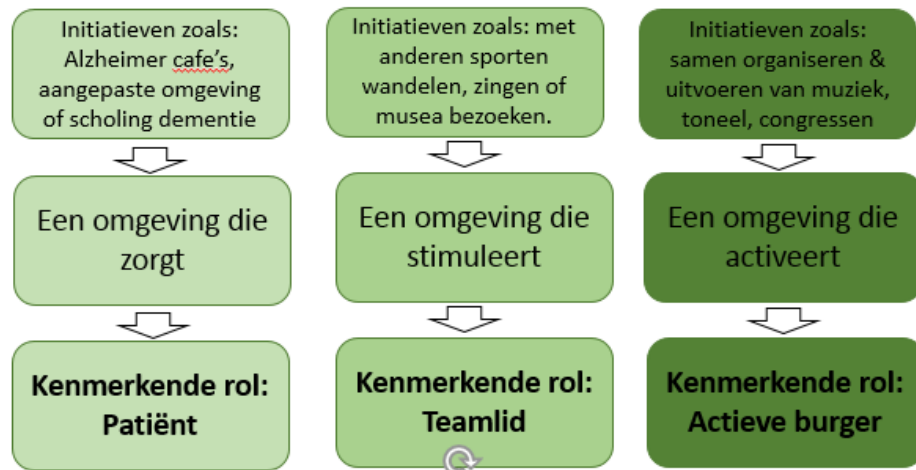 Initiatieven zoals:
Alzheimer cafe's,
aangepaste omgeving
of scholing dementie
Een omgeving die
zorgt
Kenmerkende rol:
Patiënt
Initiatieven zoals: met
anderen sporten
wandelen, zingen of
musea bezoeken.
Een omgeving die
stimuleert
Kenmerkende rol:
Teamlid
Initiatieven zoals:
samen organiseren &
uitvoeren van muziek,
toneel, congressen
Een omgeving die
activeert
Kenmerkende rol:
Actieve burger